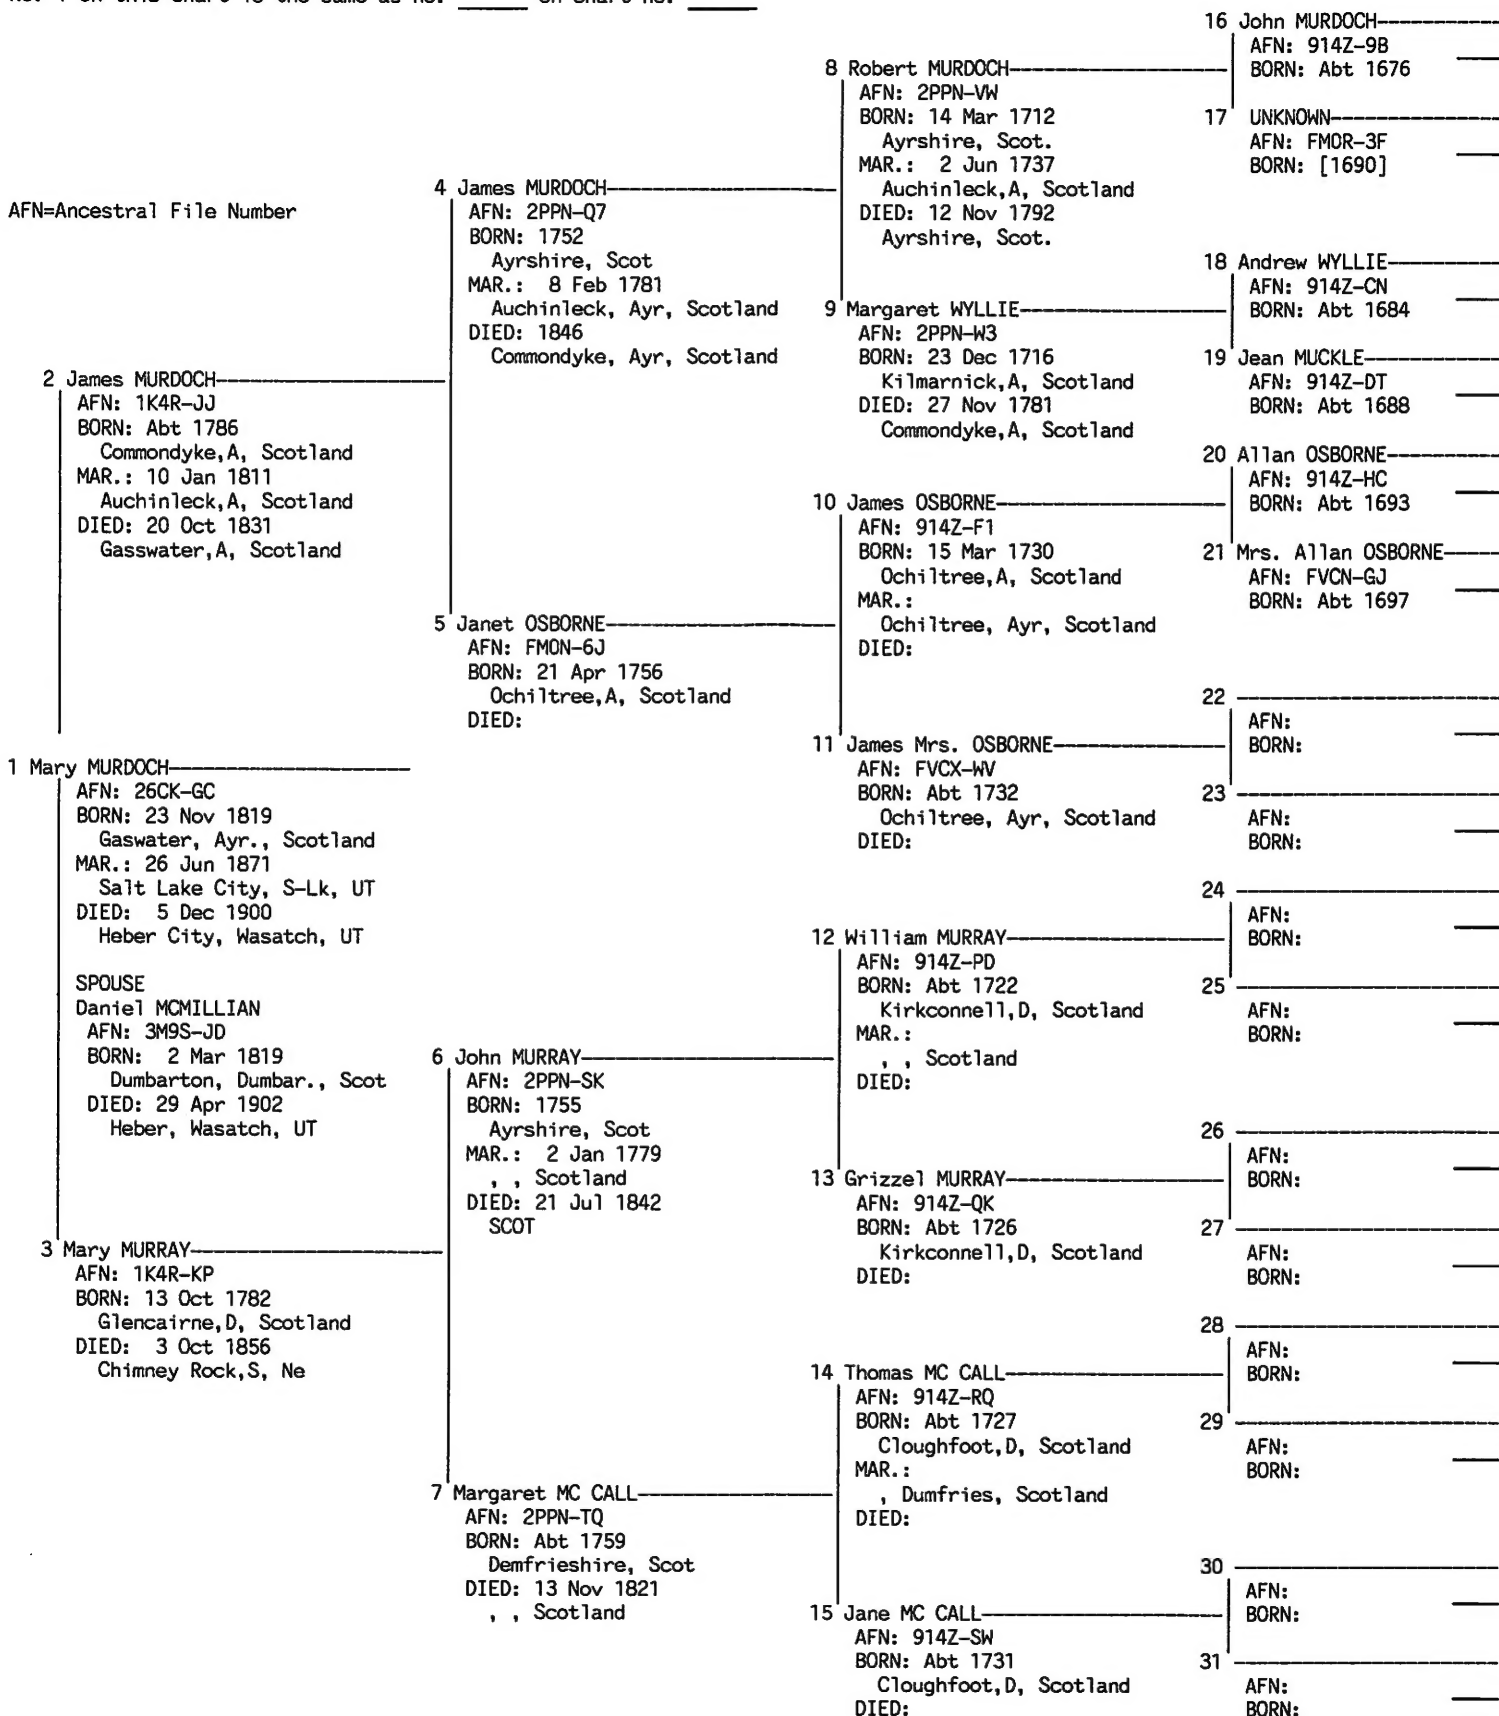 AFN=Ancestral File Number
1 Mary MURDOCH
AFN: 26CK-GC
BORN: 23 Nov 1819
Gaswater, Ayr., Scotland
MAR.: 26 Jun 1871
Salt Lake City, S-Lk, UT
DIED: 5 Dec 1900
Heber City, Wasatch, UT
SPOUSE
Daniel MCMILLIAN
AFN: 3M9S-JD
BORN: 2 Mar 1819
Dumbarton, Dumbar., Scot
DIED: 29 Apr 1902
Heber, Wasatch, UT
2 James MURDOCH
AFN: 1K4R-JJ
BORN: Abt 1786
Commondyke,A, Scotland
MAR.: 10 Jan 1811
Auchinleck,A, Scotland
DIED: 20 Oct 1831
Gasswater,A, Scotland
3 Mary MURRAY
AFN: 1K4R-KP
BORN: 13 Oct 1782
Glencairne,D, Scotland
DIED: 3 Oct 1856
Chimney Rock,S, Ne
4 James MURDOCH
AFN: 2PPN-Q7
BORN: 1752
Ayrshire, Scot
MAR.: 8 Feb 1781
Auchinleck, Ayr, Scotland
DIED: 1846
Commondyke, Ayr, Scotland
5 Janet OSBORNE
AFN: FMON-6J
BORN: 21 Apr 1756
Ochiltree,A, Scotland
DIED:
6 John MURRAY
AFN: 2PPN-SK
BORN: 1755
Ayrshire, Scot
MAR.: 2 Jan 1779
, , Scotland
DIED: 21 Jul 1842
SCOT
7 Margaret MC CALL
AFN: 2PPN-TQ
BORN: Abt 1759
Demfrieshire, Scot
DIED: 13 Nov 1821
, , Scotland
8 Robert MURDOCH
AFN: 2PPN-VW
BORN: 14 Mar 1712
Ayrshire, Scot.
MAR.: 2 Jun 1737
Auchinleck,A, Scotland
DIED: 12 Nov 1792
Ayrshire, Scot.
9 Margaret WYLLIE
AFN: 2PPN-W3
BORN: 23 Dec 1716
Kilmarnick,A, Scotland
DIED: 27 Nov 1781
Commondyke,A, Scotland
10 James OSBORNE
AFN: 914Z-F1
BORN: 15 Mar 1730
Ochiltree,A, Scotland
MAR.:
Ochiltree, Ayr, Scotland
DIED:
11 James Mrs. OSBORNE
AFN: FVCX-WV
BORN: Abt 1732
Ochiltree, Ayr, Scotland
DIED:
12 William MURRAY
AFN: 914Z-PD
BORN: Abt 1722
Kirkconnell,D, Scotland
MAR.:
, , Scotland
DIED:
13 Grizzel MURRAY
AFN: 914Z-QK
BORN: Abt 1726
Kirkconnell,D, Scotland
DIED:
14 Thomas MC CALL
AFN: 914Z-RQ
BORN: Abt 1727
Cloughfoot,D, Scotland
MAR.:
, Dumfries, Scotland
DIED:
15 Jane MC CALL
AFN: 914Z-SW
BORN: Abt 1731
Cloughfoot,D, Scotland
DIED:
16 John MURDOCH
AFN: 914Z-9B
BORN: Abt 1676
17 UNKNOWN
AFN: FMOR-3F
BORN: [1690]
18 Andrew WYLLIE
AFN: 914Z-CN
BORN: Abt 1684
19 Jean MUCKLE
AFN: 914Z-DT
BORN: Abt 1688
20 Allan OSBORNE
AFN: 914Z-HC
BORN: Abt 1693
21 Mrs. Allan OSBORNE
AFN: FVCN-GJ
BORN: Abt 1697
22
AFN:
BORN:
23
AFN:
BORN:
24
AFN:
BORN:
25
AFN:
BORN:
26
AFN:
BORN:
27
AFN:
BORN:
28
AFN:
BORN:
29
AFN:
BORN:
30
AFN:
BORN:
31
AFN:
BORN: